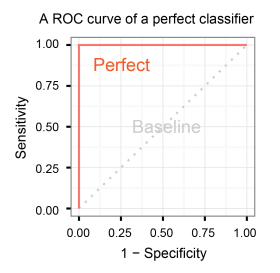 A ROC curve of a perfect classifier
1.00
Perfect
0.75
Sensitivity
0.50
Baseline
0.25
0.00
0.00 0.25 0.50 0.75 1.00
1 − Specificity